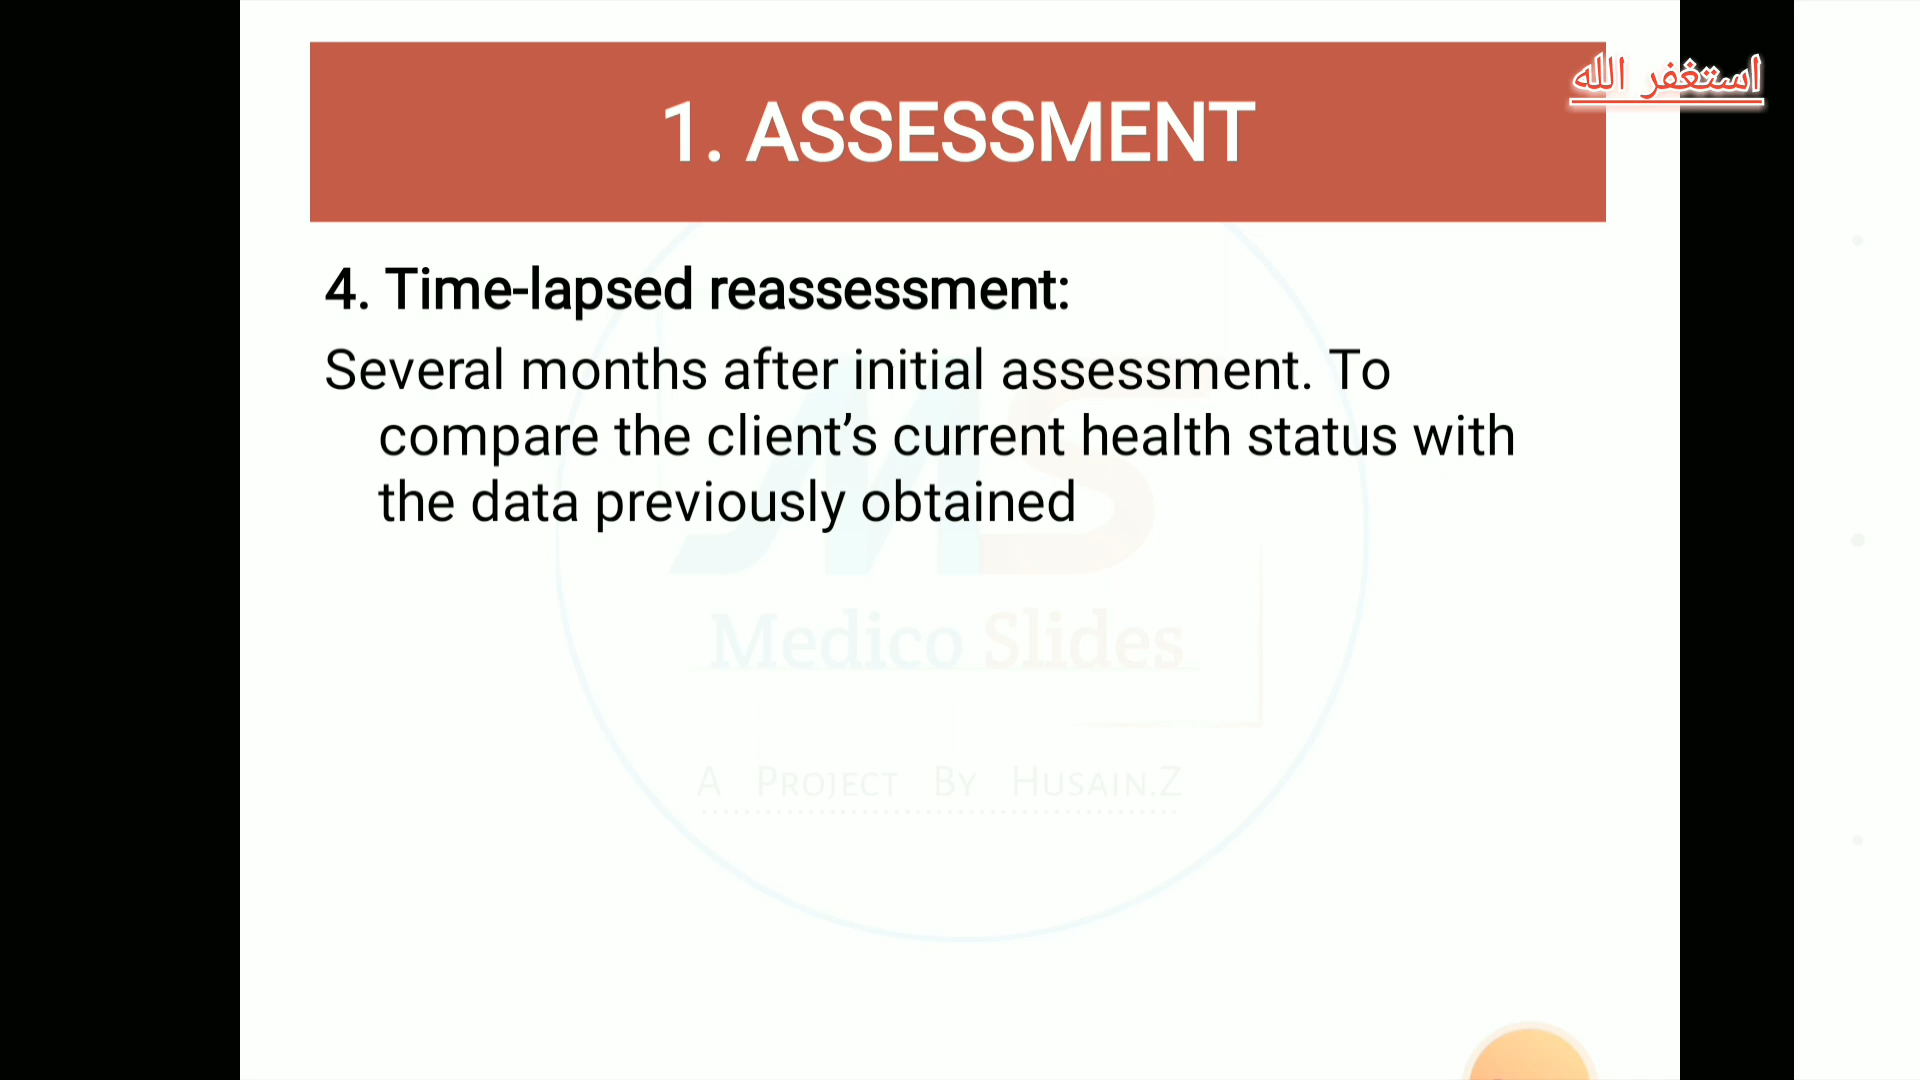 استغفر الله
1. ASSESSMENT
4. Time-lapsed reassessment:
Several months after initial assessment. To
compare the client’s current health status with
the data previously obtained
MS
Medico Slides
A PROJECT BY HUSAIN.Z